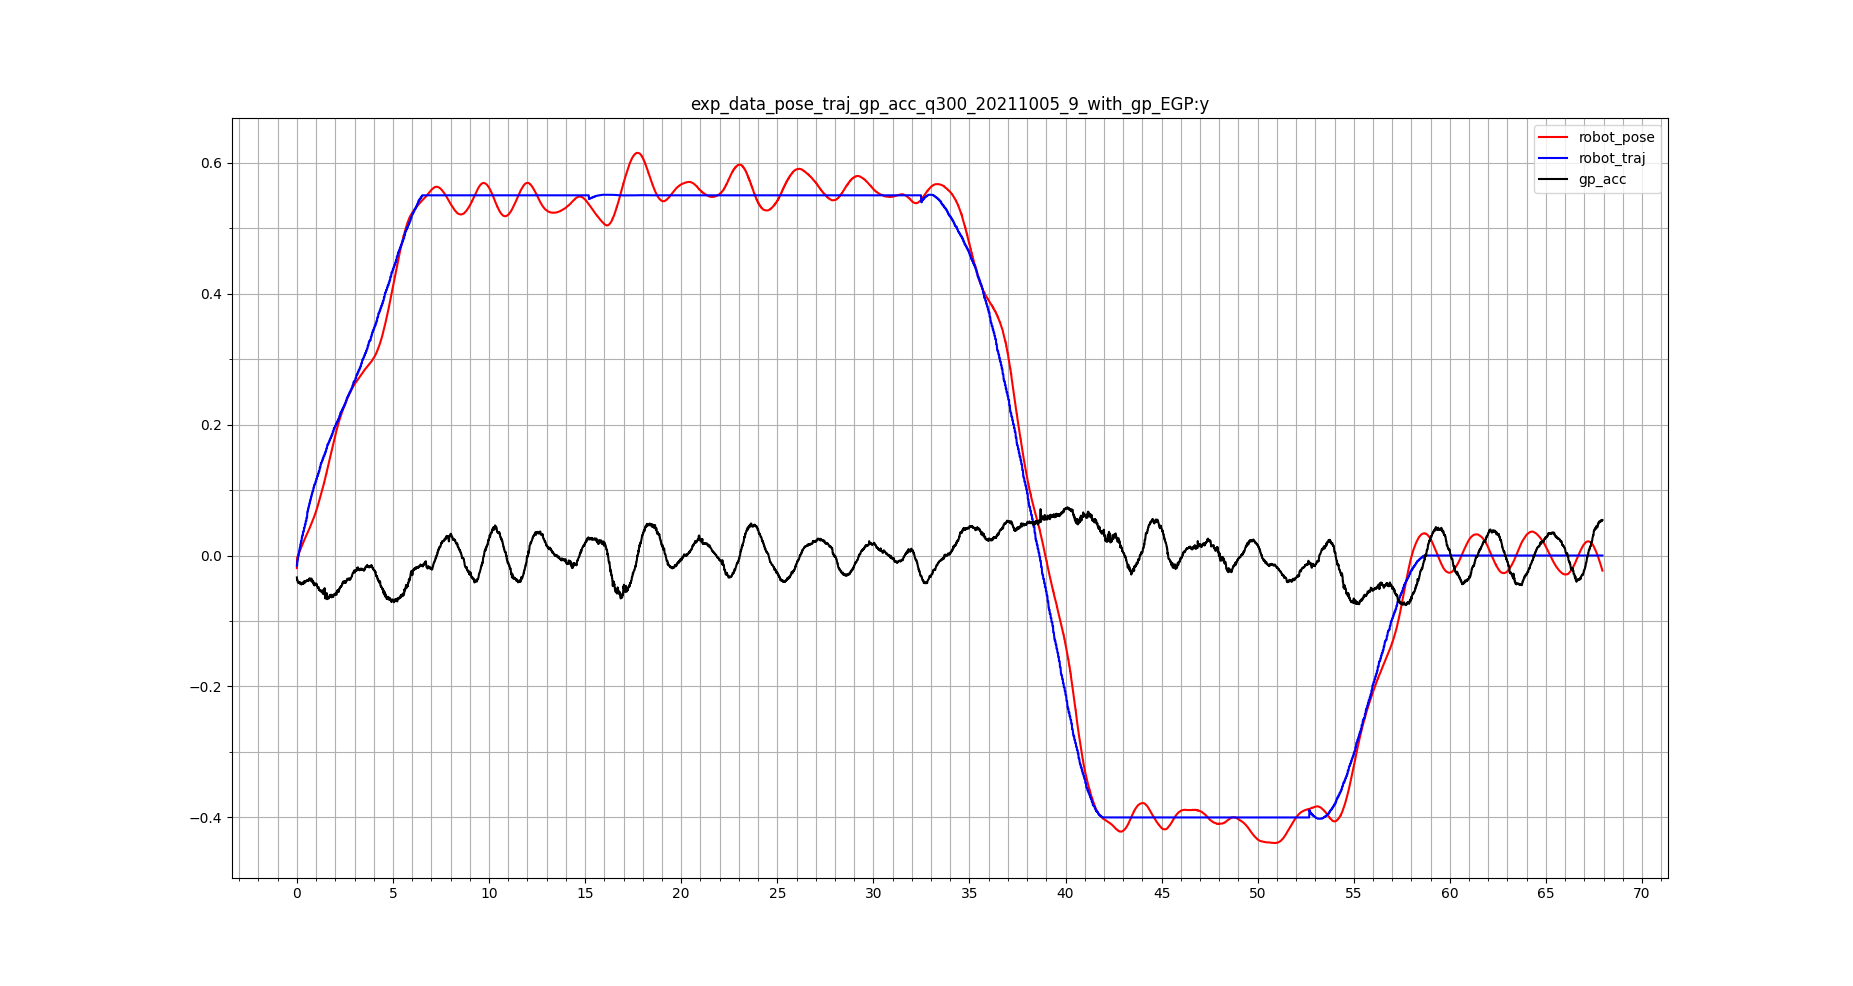 exp_data_pose_traj_gp_acc_q300_20211005_9_with_gp_EGP:y
robot_pose
robot_traj
gp_acc
0.6
0.4
0.2
0.0
−0.2
−0.4
0 5 10 15 20 25 30 35 40 45 50 55 60 65 70